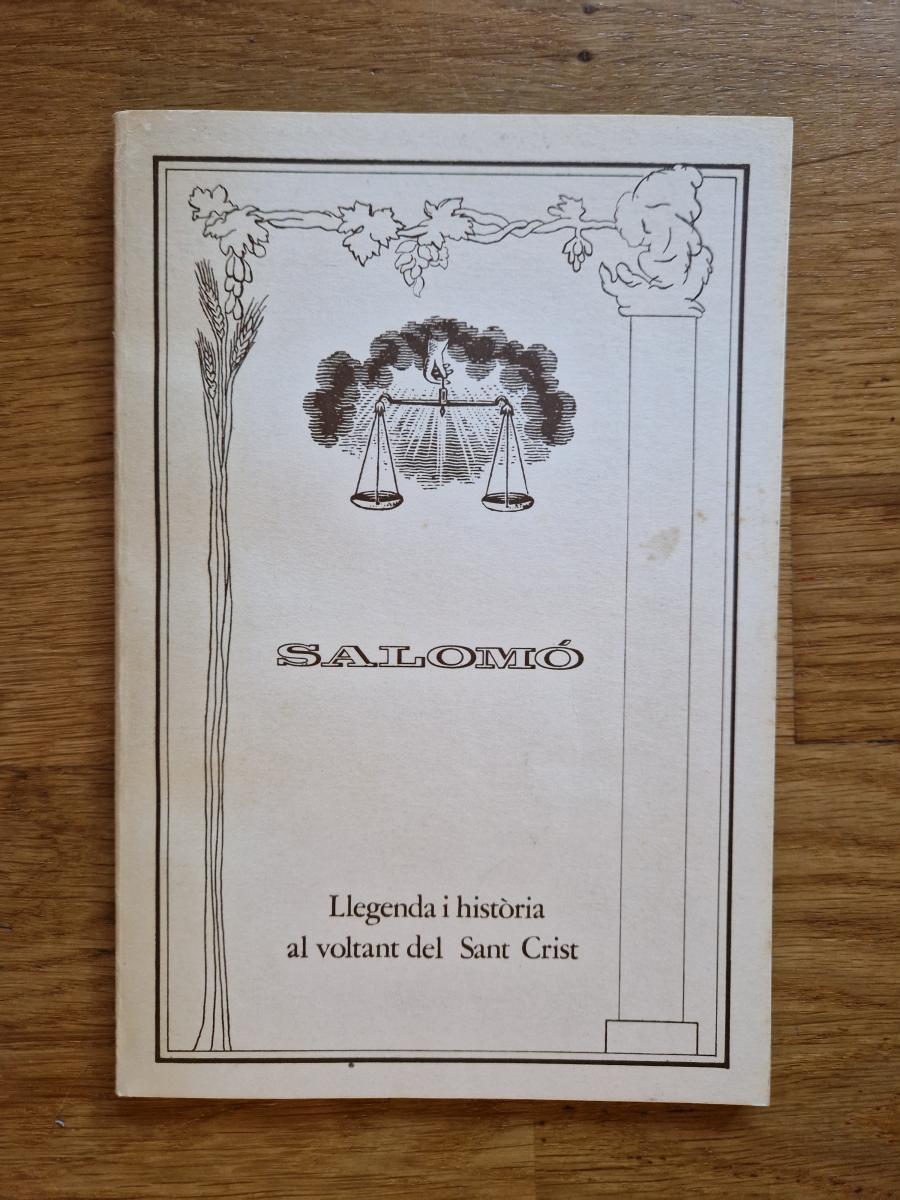 SALOMÓ
Llegenda i història
al voltant del Sant Crist